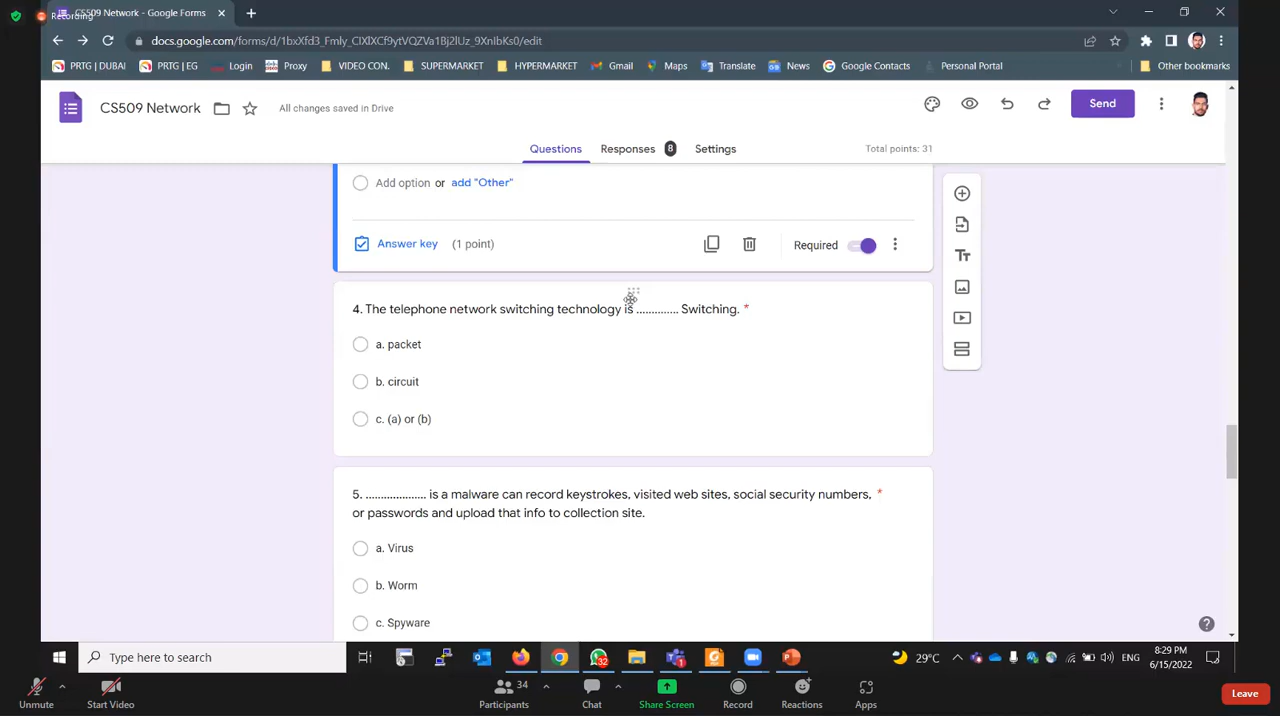 Recording
CS509 Network - Google Forms
docs.google.com/forms/d/1bxXfd3_Fmly_CIXlXCf9ytVQZVa1Bj2lUz_9XnIbKs0/edit
PRTG | DUBAI PRTG | EG Login Proxy VIDEO CON. SUPERMARKET HYPERMARKET Gmail Maps Translate News Google Contacts Personal Portal Other bookmarks
CS509 Network All changes saved in Drive Send
Questions Responses 8 Settings Total points: 31
Add option or add "Other"
Answer key (1 point) Required
4. The telephone network switching technology is ............. Switching. *
a. packet
b. circuit
c. (a) or (b)
5. ................... is a malware can record keystrokes, visited web sites, social security numbers, *
or passwords and upload that info to collection site.
a. Virus
b. Worm
c. Spyware
Type here to search
32
1
29°C
ENG
8:29 PM
6/15/2022
Unmute Start Video Participants 34 Chat Share Screen Record Reactions Apps Leave